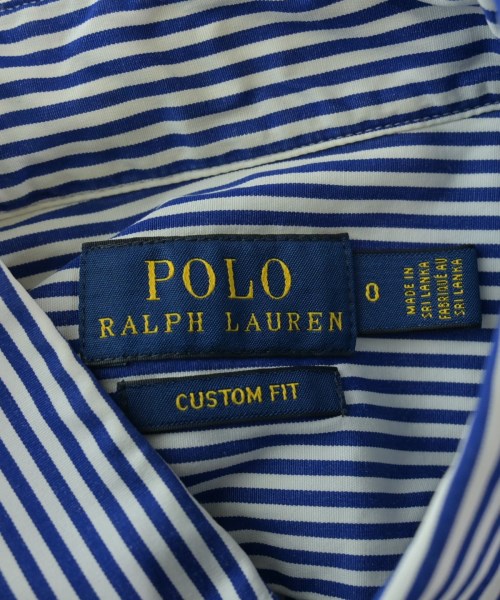 POLO
RALPH LAUREN
0
MADE IN
SRI LANKA
FABRIQUÉ AU
SRI LANKA
CUSTOM FIT